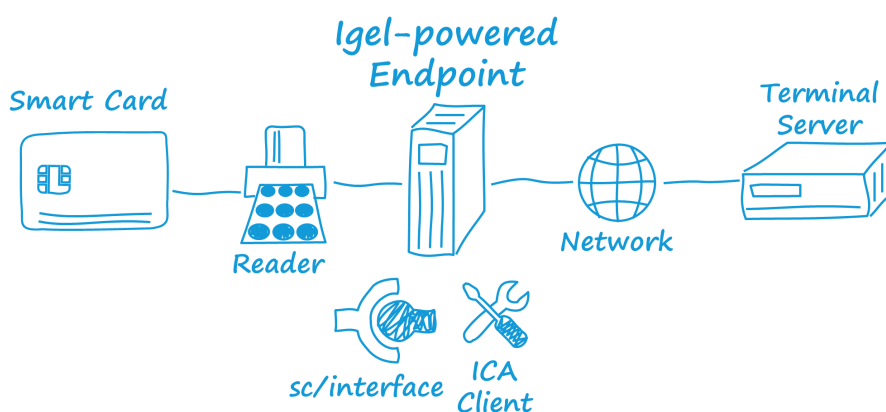 Igel-powered
Endpoint
Smart Card
Terminal
Server
Reader
Network
sc/interface
ICA
Client